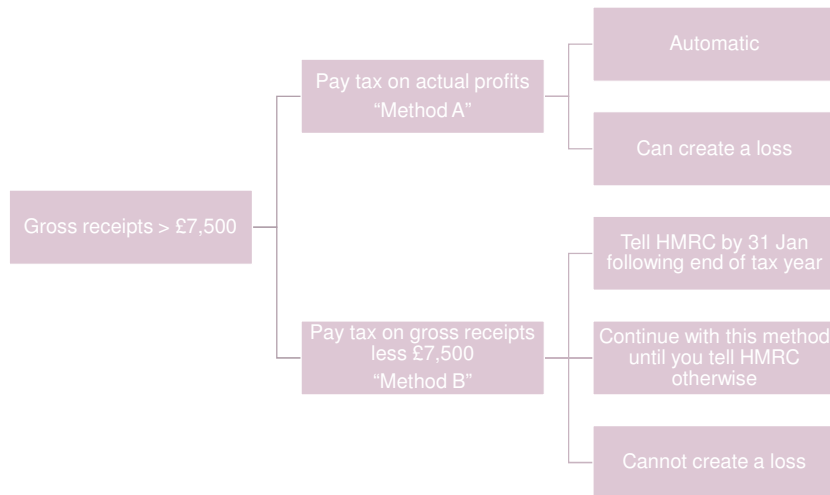 Gross receipts > £7,500
Pay tax on actual profits
“Method A”
Automatic
Can create a loss
Pay tax on gross receipts
less £7,500
“Method B”
Tell HMRC by 31 Jan
following end of tax year
Continue with this method
until you tell HMRC
otherwise
Cannot create a loss